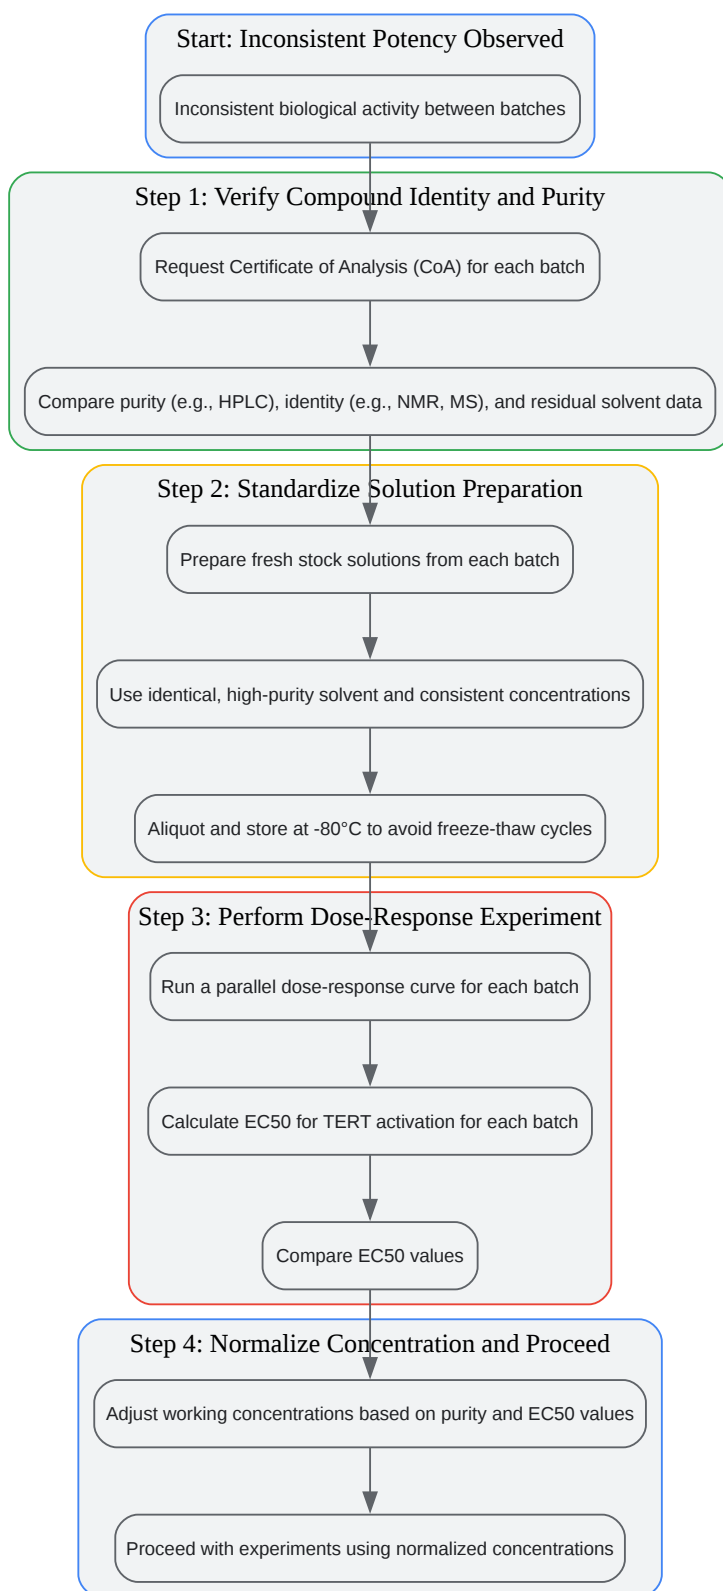 Start: Inconsistent Potency Observed
Inconsistent biological activity between batches
Step 1: Verify Compound Identity and Purity
Request Certificate of Analysis (CoA) for each batch
Compare purity (e.g., HPLC), identity (e.g., NMR, MS), and residual solvent data
Step 2: Standardize Solution Preparation
Prepare fresh stock solutions from each batch
Use identical, high-purity solvent and consistent concentrations
Aliquot and store at -80°C to avoid freeze-thaw cycles
Step 3: Perform Dose-Response Experiment
Run a parallel dose-response curve for each batch
Calculate EC50 for TERT activation for each batch
Compare EC50 values
Step 4: Normalize Concentration and Proceed
Adjust working concentrations based on purity and EC50 values
Proceed with experiments using normalized concentrations